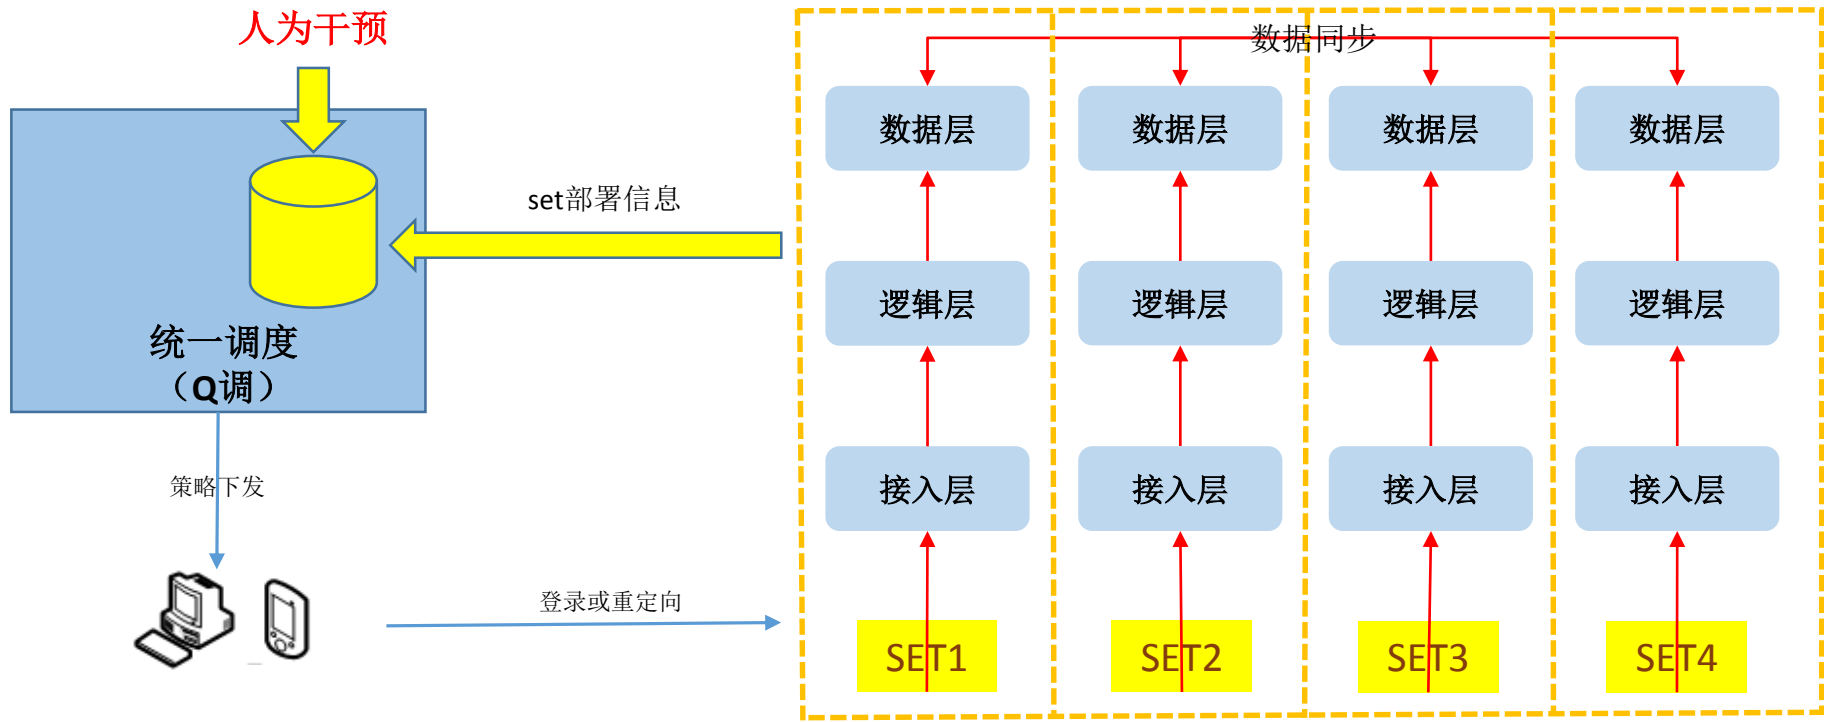 人为干预
数据同步
数据层
数据层
数据层
数据层
set部署信息
逻辑层
逻辑层
逻辑层
逻辑层
统一调度
（Q调）
策略下发
接入层
接入层
接入层
接入层
登录或重定向
SET1
SET2
SET3
SET4